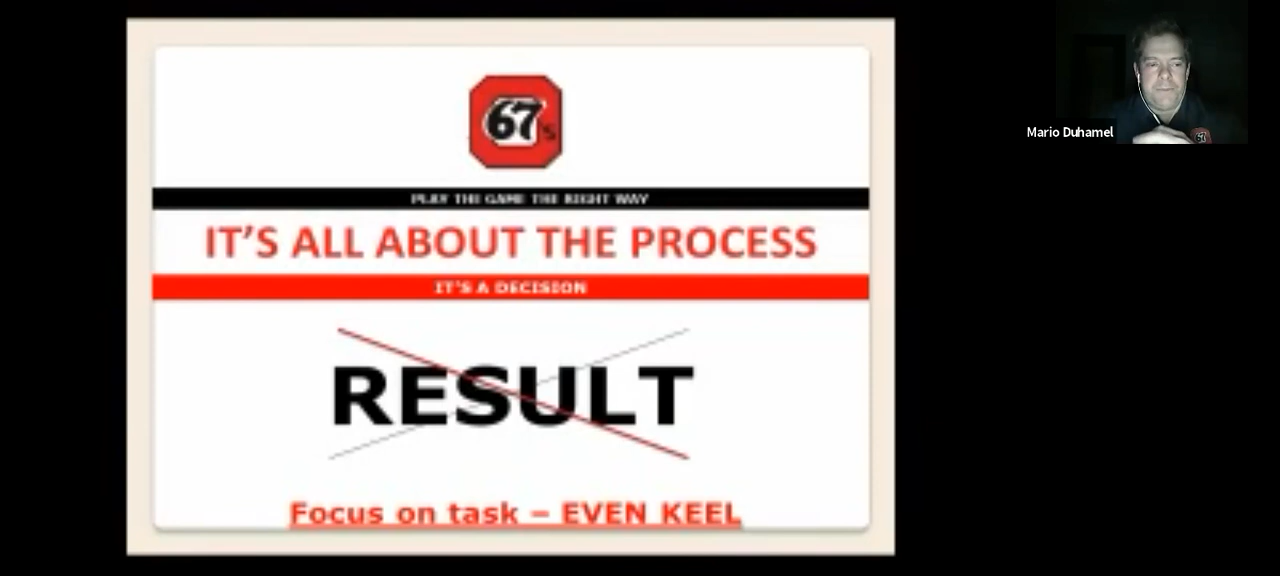 67's
PLAY THE GAME THE RIGHT WAY
IT'S ALL ABOUT THE PROCESS
IT'S A DECISION
RESULT
Focus on task – EVEN KEEL
Mario Duhamel
67